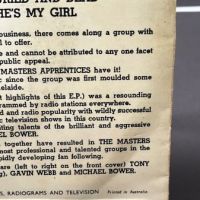 RIED AND DEAD
HE'S MY GIRL
business, there comes along a group with
l to offer.
e and cannot be attributed to any one facet
public appeal.
MASTERS APPRENTICES have it!
c since the group was first moulded some
elaide.
t highlights of this E.P.) was a resounding
rammed by radio stations everywhere.
d and radio popularity with wildly successful
c television shows in this country.
iting talents of the brilliant and aggressive
EL BOWER.
together have resulted in THE MASTERS
most professional and talented groups in the
pidly developing fan following.
are (left to right on the front cover) TONY
g), GAVIN WEBB and MICHAEL BOWER.
S, RADIOGRAMS AND TELEVISION Printed in Australia